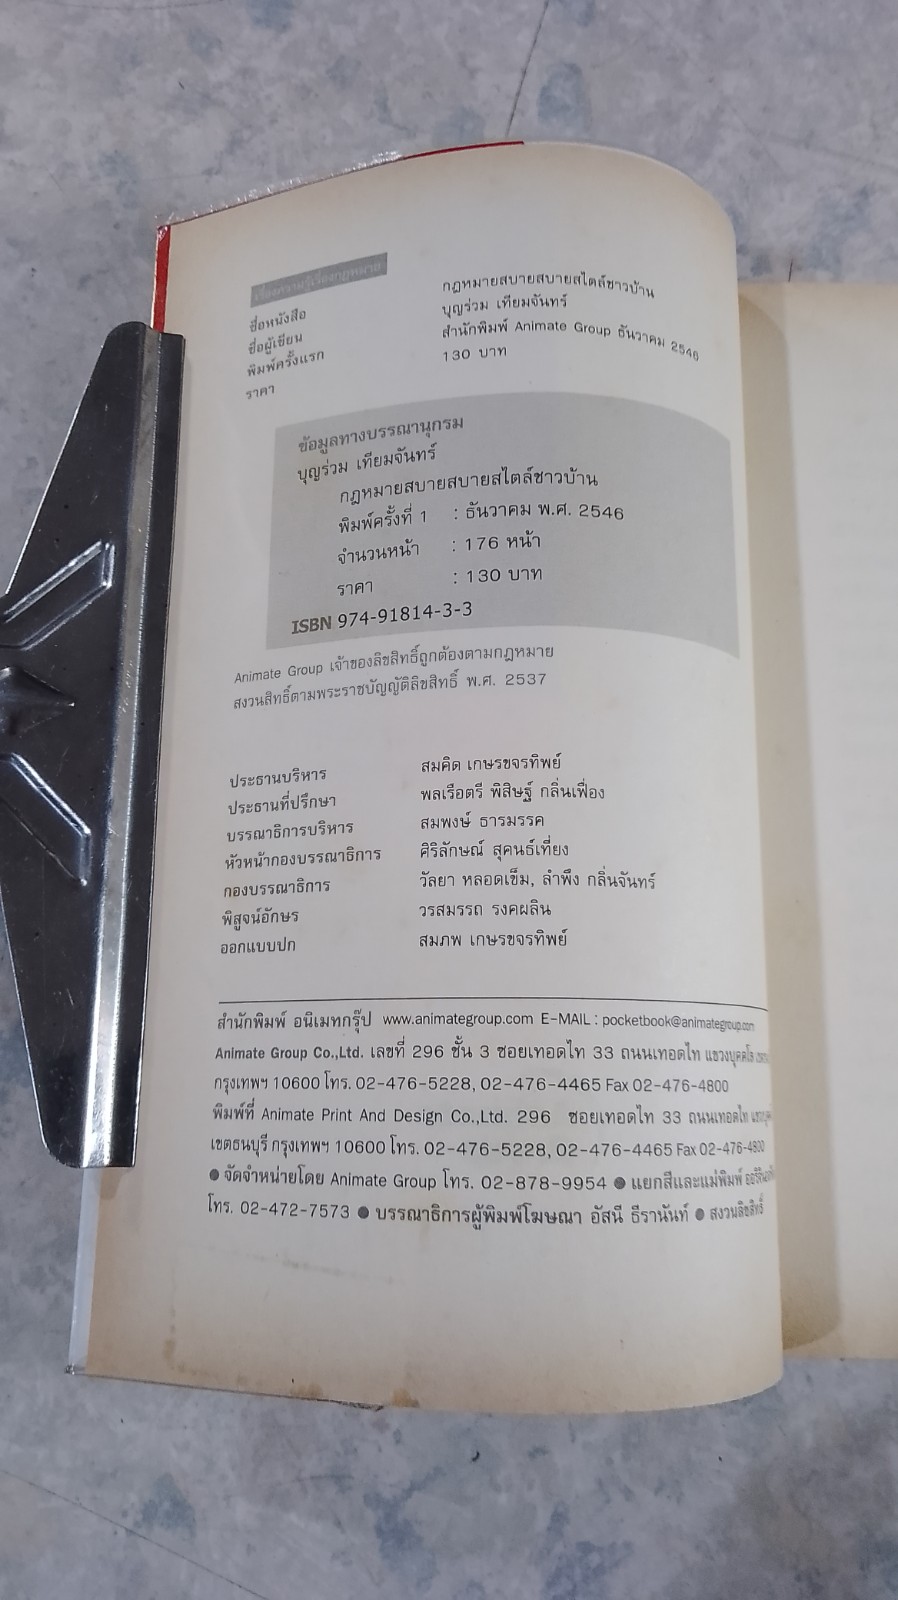 เรื่องความรู้เรื่องกฎหมาย
ชื่อหนังสือ กฎหมายสบายสบายสไตล์ชาวบ้าน
ชื่อผู้เขียน บุญร่วม เทียมจันทร์
พิมพ์ครั้งแรก สำนักพิมพ์ Animate Group ธันวาคม 2546
ราคา 130 บาท
ข้อมูลทางบรรณานุกรม
บุญร่วม เทียมจันทร์
กฎหมายสบายสบายสไตล์ชาวบ้าน
พิมพ์ครั้งที่ 1 : ธันวาคม พ.ศ. 2546
จำนวนหน้า : 176 หน้า
ราคา : 130 บาท
ISBN 974-91814-3-3
Animate Group เจ้าของลิขสิทธิ์ถูกต้องตามกฎหมาย
สงวนสิทธิ์ตามพระราชบัญญัติลิขสิทธิ์ พ.ศ. 2537
ประธานบริหาร สมคิด เกษรขจรทิพย์
ประธานที่ปรึกษา พลเรือตรี พิสิษฐ์ กลิ่นเฟื่อง
บรรณาธิการบริหาร สมพงษ์ ธารมรรค
หัวหน้ากองบรรณาธิการ ศิริลักษณ์ สุคนธ์เที่ยง
กองบรรณาธิการ วัลยา หลอดเข็ม, ลำพึง กลิ่นจันทร์
พิสูจน์อักษร วรสมรรถ รงคผลิน
ออกแบบปก สมภพ เกษรขจรทิพย์
สำนักพิมพ์ อนิเมทกรุ๊ป www.animategroup.com E-MAIL : pocketbook@animategroup.com
Animate Group Co.,Ltd. เลขที่ 296 ชั้น 3 ซอยเทอดไท 33 ถนนเทอดไท แขวงบุคคโล
กรุงเทพฯ 10600 โทร. 02-476-5228, 02-476-4465 Fax 02-476-4800
พิมพ์ที่ Animate Print And Design Co.,Ltd. 296 ซอยเทอดไท 33 ถนนเทอดไท
เขตธนบุรี กรุงเทพฯ 10600 โทร. 02-476-5228, 02-476-4465 Fax 02-476-4800
● จัดจำหน่ายโดย Animate Group โทร. 02-878-9954 ● แยกสีและแม่พิมพ์
โทร. 02-472-7573 ● บรรณาธิการผู้พิมพ์โฆษณา อัสนี ธีรานันท์ ● สงวนลิขสิทธิ์